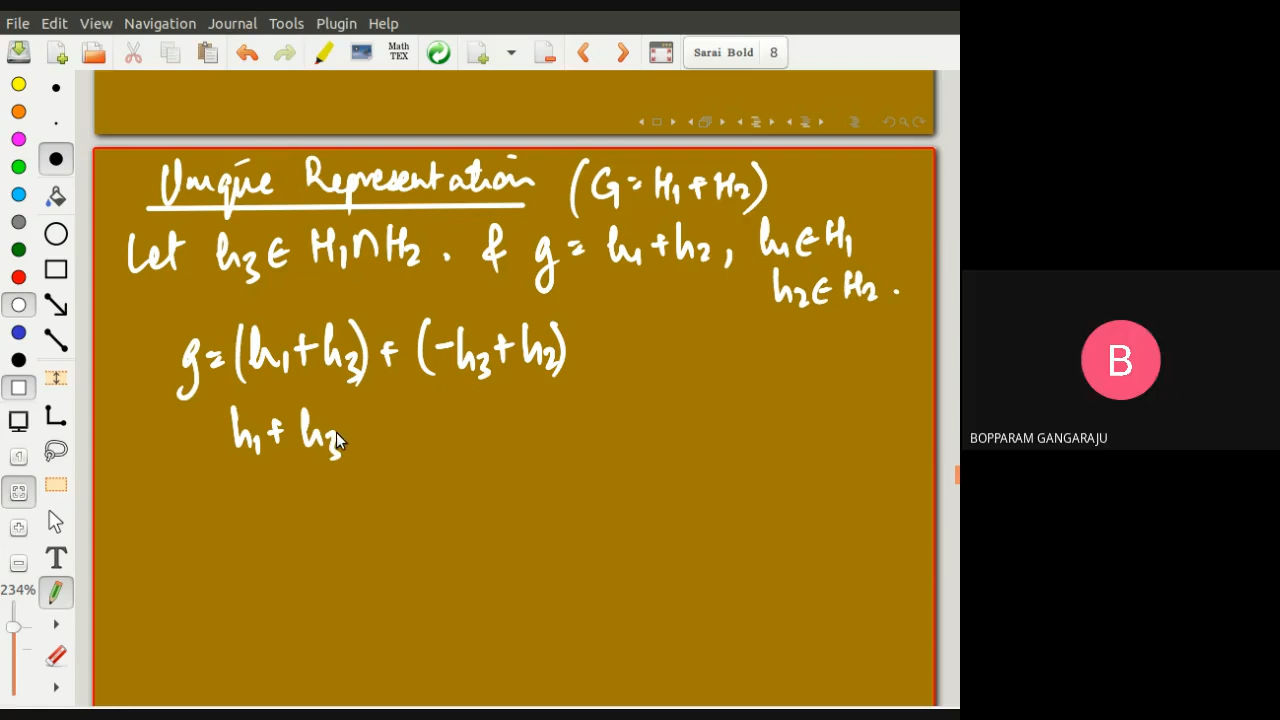 File Edit View Navigation Journal Tools Plugin Help
Math TEX Sarai Bold 8
Unique Representation (G = H₁ + H₂)
Let h₃ ∈ H₁ ∩ H₂ . & g = h₁ + h₂ , h₁ ∈ H₁
h₂ ∈ H₂ .
g = (h₁ + h₃) + (-h₃ + h₂)
B
h₁ + h₃
BOPPARAM GANGARAJU
234%